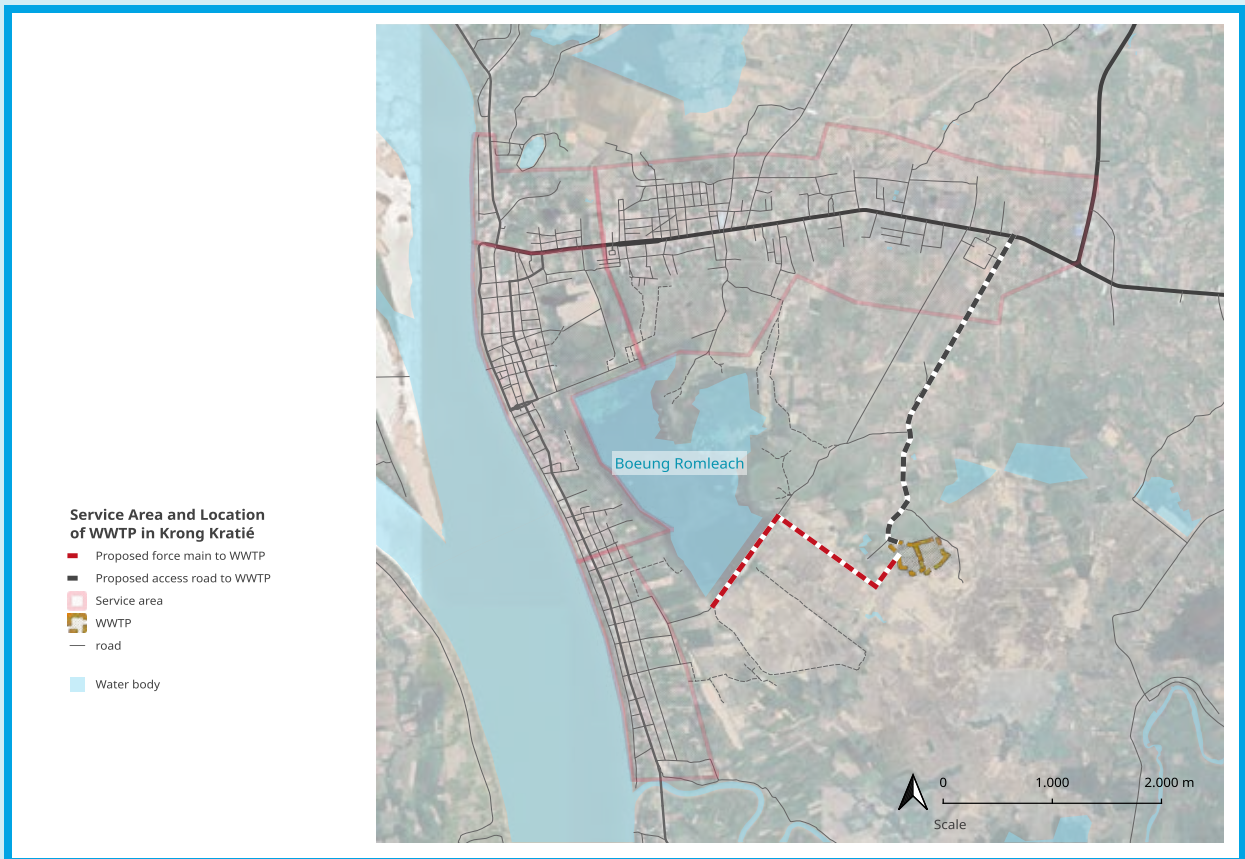 Boeung Romleach
Service Area and Location
of WWTP in Krong Kratié
Proposed force main to WWTP
Proposed access road to WWTP
Service area
WWTP
road
Water body
0 1.000 2.000 m
Scale